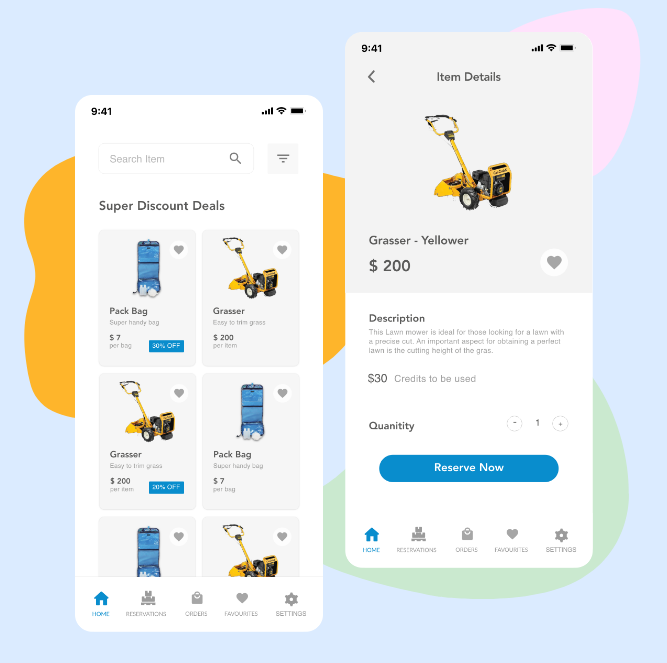 9:41
Search Item
Super Discount Deals
Pack Bag
Super handy bag
$ 7
per bag
30% OFF
Grasser
Easy to trim grass
$ 200
per item
Grasser
Easy to trim grass
$ 200
per item
20% OFF
Pack Bag
Super handy bag
$ 7
per bag
HOME
RESERVATIONS
ORDERS
FAVOURITES
SETTINGS
9:41
Item Details
Grasser - Yellower
$ 200
Description
This Lawn mower is ideal for those looking for a lawn with
a precise cut. An important aspect for obtaining a perfect
lawn is the cutting height of the gras.
$30 Credits to be used
Quanitity
- 1 +
Reserve Now
HOME
RESERVATIONS
ORDERS
FAVOURITES
SETTINGS